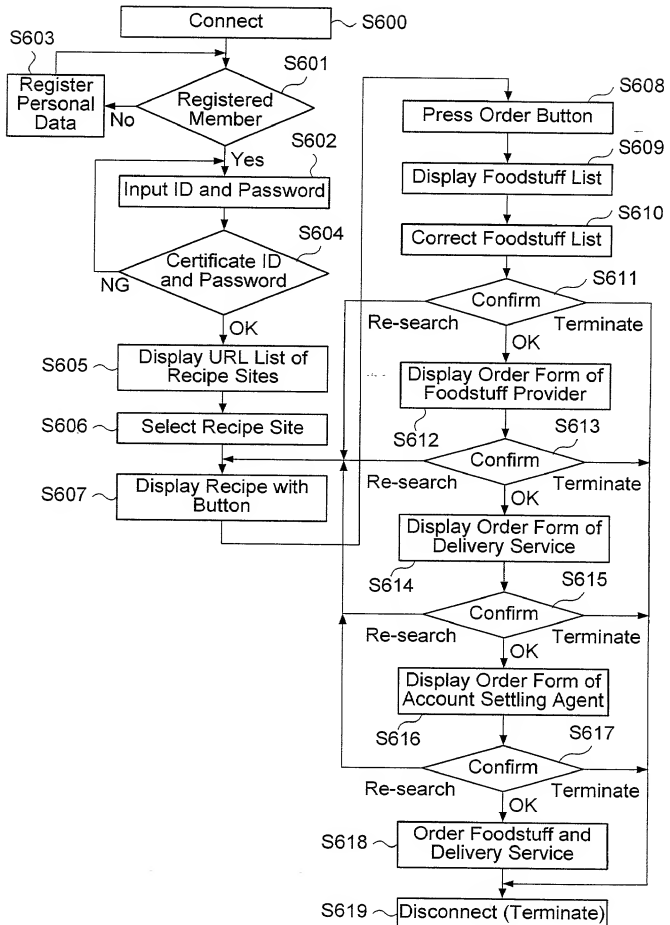 Connect
S600
S603
S601
Register
Personal
Data
Registered
Member
No
Yes
S602
Input ID and Password
S604
Certificate ID
and Password
NG
OK
S605
Display URL List of
Recipe Sites
S606
Select Recipe Site
S607
Display Recipe with
Button
S608
Press Order Button
S609
Display Foodstuff List
S610
Correct Foodstuff List
S611
Confirm
Re-search
Terminate
OK
Display Order Form of
Foodstuff Provider
S612
S613
Confirm
Re-search
Terminate
OK
Display Order Form of
Delivery Service
S614
S615
Confirm
Re-search
Terminate
OK
Display Order Form of
Account Settling Agent
S616
S617
Confirm
Re-search
Terminate
OK
S618
Order Foodstuff and
Delivery Service
S619
Disconnect (Terminate)